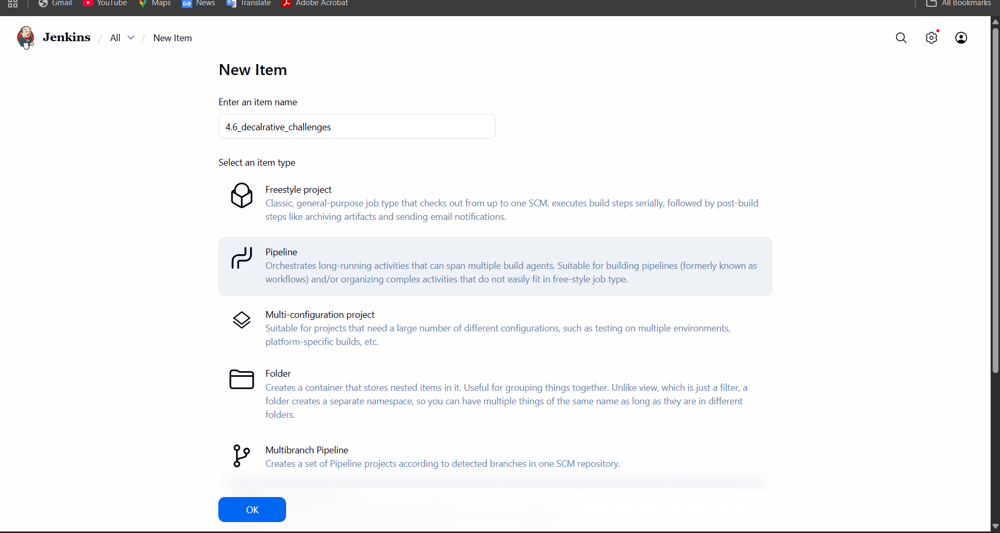 Gmail YouTube Maps News Translate Adobe Acrobat All Bookmarks
Jenkins / All / New Item
New Item
Enter an item name
4.6_decalrative_challenges
Select an item type
Freestyle project
Classic, general-purpose job type that checks out from up to one SCM, executes build steps serially, followed by post-build
steps like archiving artifacts and sending email notifications.
Pipeline
Orchestrates long-running activities that can span multiple build agents. Suitable for building pipelines (formerly known as
workflows) and/or organizing complex activities that do not easily fit in free-style job type.
Multi-configuration project
Suitable for projects that need a large number of different configurations, such as testing on multiple environments,
platform-specific builds, etc.
Folder
Creates a container that stores nested items in it. Useful for grouping things together. Unlike view, which is just a filter, a
folder creates a separate namespace, so you can have multiple things of the same name as long as they are in different
folders.
Multibranch Pipeline
Creates a set of Pipeline projects according to detected branches in one SCM repository.
OK